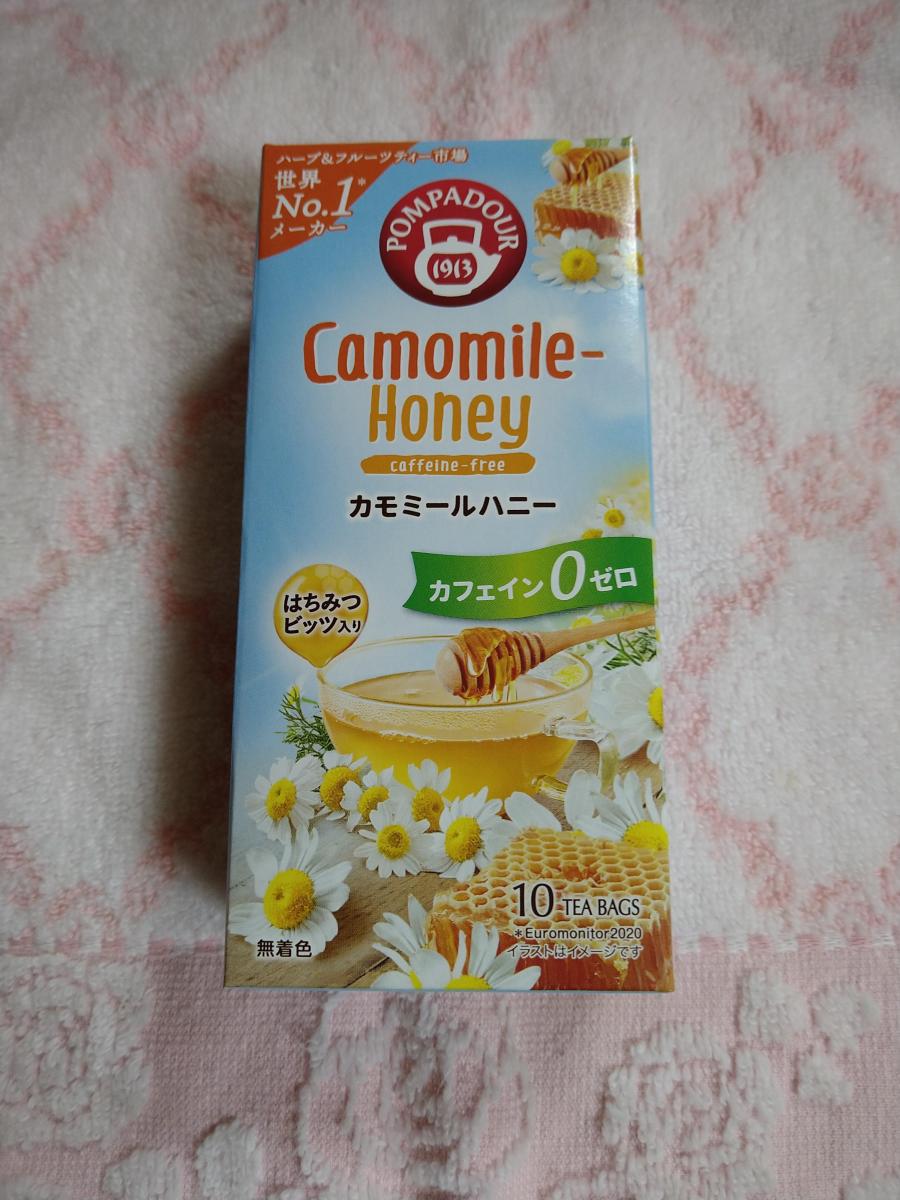 ハーブ&フルーツティー市場
世界
No.1*
メーカー
POMPADOUR
1913
Camomile-
Honey
caffeine-free
カモミールハニー
カフェイン0ゼロ
はちみつ
ビッツ入り
10 TEA BAGS
*Euromonitor2020
イラストはイメージです
無着色